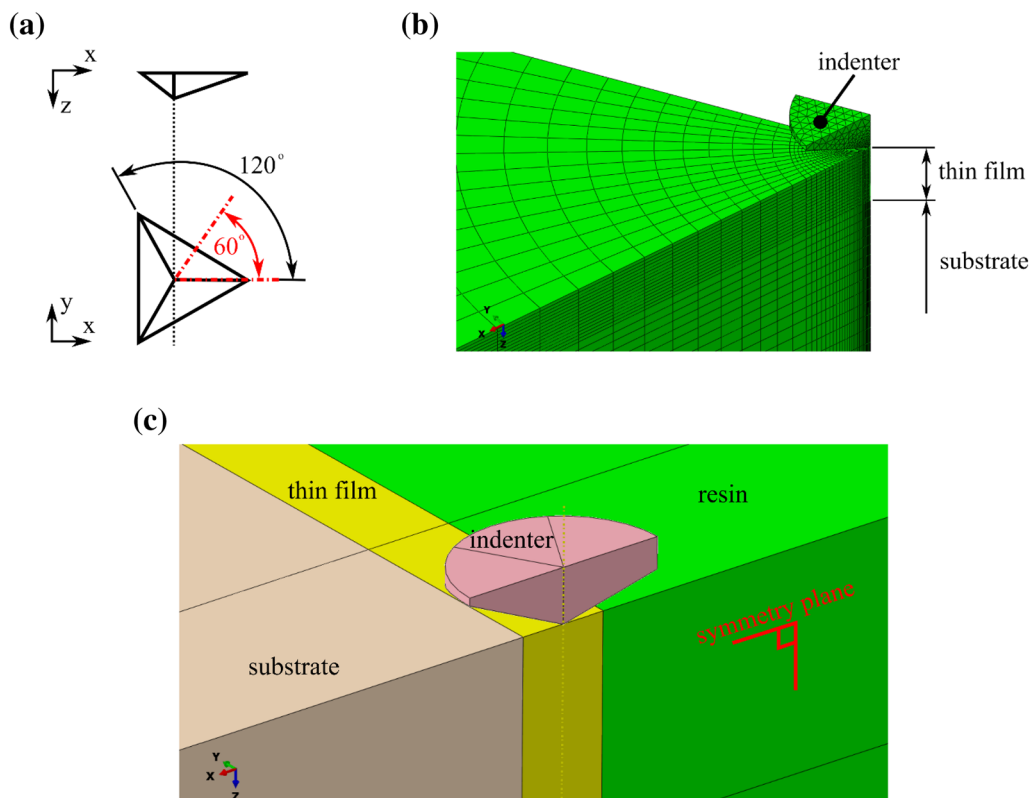 (a)
x
z
120°
60°
y
x
(b)
indenter
thin film
substrate
Y
X
Z
(c)
thin film
resin
indenter
symmetry plane
substrate
Y
X
Z